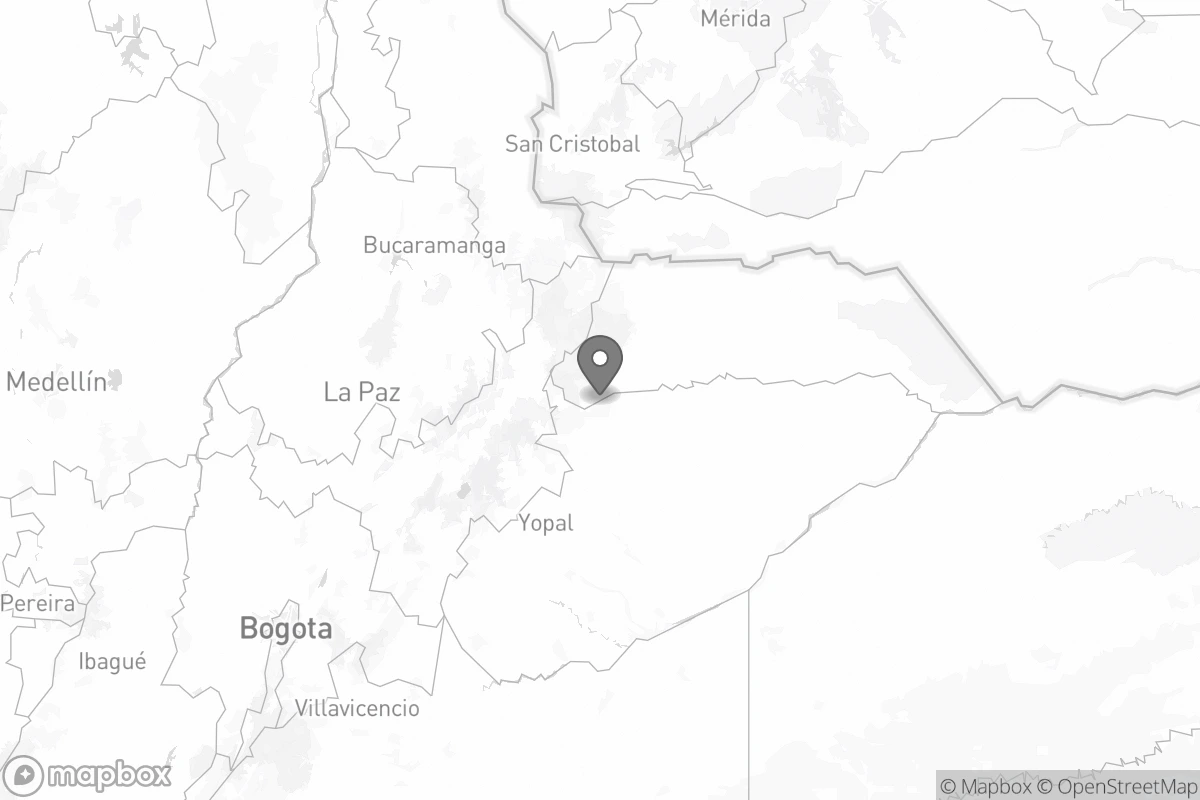 Mérida
San Cristobal
Bucaramanga
Medellín
La Paz
Yopal
Pereira
Bogota
Ibagué
Villavicencio
mapbox
© Mapbox © OpenStreetMap